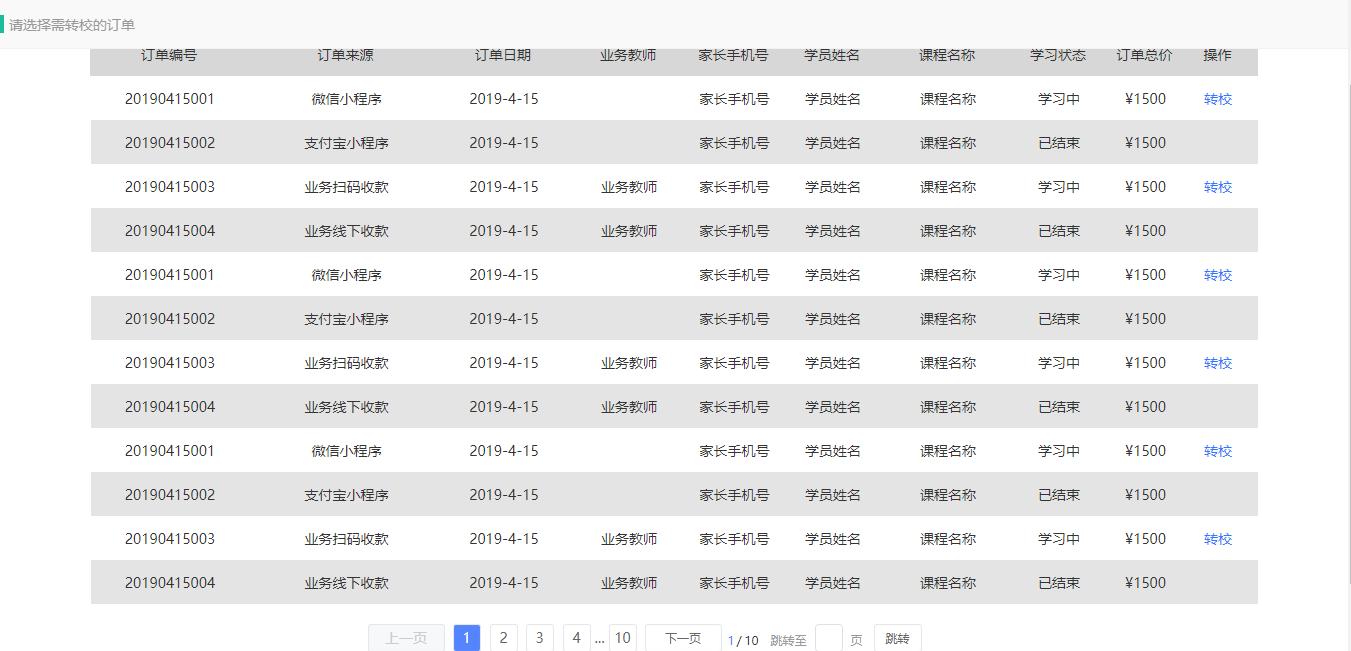 请选择需转校的订单
订单编号 订单来源 订单日期 业务教师 家长手机号 学员姓名 课程名称 学习状态 订单总价 操作
20190415001 微信小程序 2019-4-15 家长手机号 学员姓名 课程名称 学习中 ¥1500 转校
20190415002 支付宝小程序 2019-4-15 家长手机号 学员姓名 课程名称 已结束 ¥1500
20190415003 业务扫码收款 2019-4-15 业务教师 家长手机号 学员姓名 课程名称 学习中 ¥1500 转校
20190415004 业务线下收款 2019-4-15 业务教师 家长手机号 学员姓名 课程名称 已结束 ¥1500
20190415001 微信小程序 2019-4-15 家长手机号 学员姓名 课程名称 学习中 ¥1500 转校
20190415002 支付宝小程序 2019-4-15 家长手机号 学员姓名 课程名称 已结束 ¥1500
20190415003 业务扫码收款 2019-4-15 业务教师 家长手机号 学员姓名 课程名称 学习中 ¥1500 转校
20190415004 业务线下收款 2019-4-15 业务教师 家长手机号 学员姓名 课程名称 已结束 ¥1500
20190415001 微信小程序 2019-4-15 家长手机号 学员姓名 课程名称 学习中 ¥1500 转校
20190415002 支付宝小程序 2019-4-15 家长手机号 学员姓名 课程名称 已结束 ¥1500
20190415003 业务扫码收款 2019-4-15 业务教师 家长手机号 学员姓名 课程名称 学习中 ¥1500 转校
20190415004 业务线下收款 2019-4-15 业务教师 家长手机号 学员姓名 课程名称 已结束 ¥1500
上一页 1 2 3 4 ... 10 下一页 1 / 10 跳转至 页 跳转